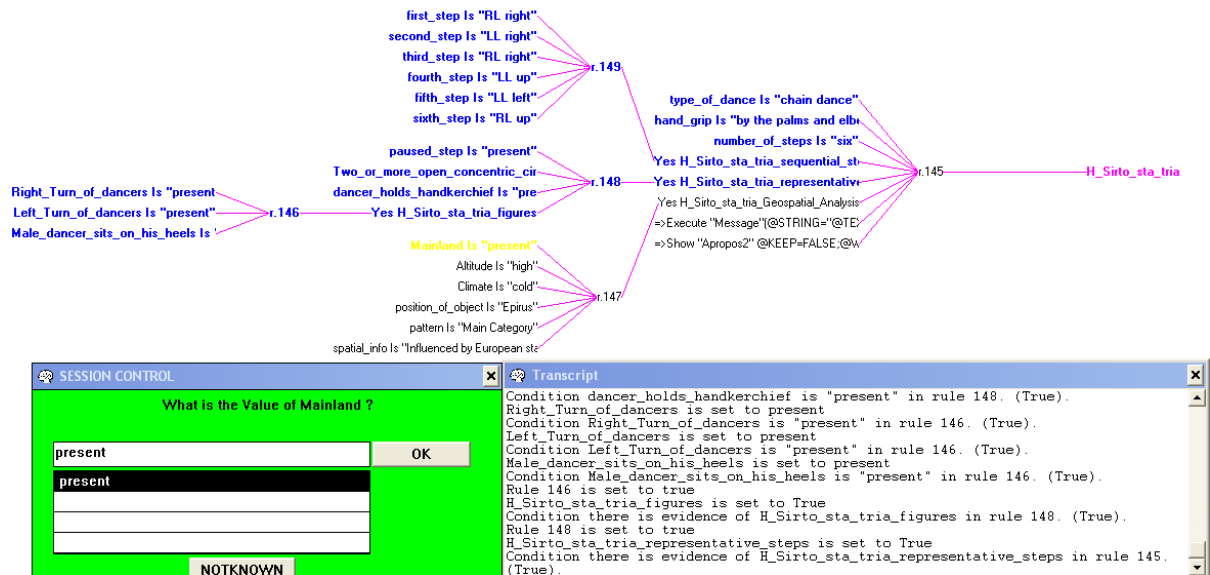 first_step Is "RL right"
second_step Is "LL right"
third_step Is "RL right"
r.149
fourth_step Is "LL up"
fifth_step Is "LL left"
sixth_step Is "RL up"
type_of_dance Is "chain dance"
hand_grip Is "by the palms and elb
number_of_steps Is "six"
Yes H_Sirto_sta_tria_sequential_st
r.145
H_Sirto_sta_tria
Yes H_Sirto_sta_tria_representativ
Yes H_Sirto_sta_tria_Geospatial_Analysis
=>Execute "Message"(@STRING="@TE
=>Show "Apropos2" @KEEP=FALSE;@W
paused_step Is "present"
Two_or_more_open_concentric_cir
dancer_holds_handkerchief Is "pre
r.148
Yes H_Sirto_sta_tria_figures
Right_Turn_of_dancers Is "present
Left_Turn_of_dancers Is "present"
r.146
Male_dancer_sits_on_his_heels Is "
Mainland Is "present"
Altitude Is "high"
Climate Is "cold"
r.147
position_of_object Is "Epirus"
pattern Is "Main Category"
spatial_info Is "Influenced by European sta
SESSION CONTROL
What is the Value of Mainland ?
present
OK
present
NOTKNOWN
Transcript
Condition dancer_holds_handkerchief is "present" in rule 148. (True).
Right_Turn_of_dancers is set to present
Condition Right_Turn_of_dancers is "present" in rule 146. (True).
Left_Turn_of_dancers is set to present
Condition Left_Turn_of_dancers is "present" in rule 146. (True).
Male_dancer_sits_on_his_heels is set to present
Condition Male_dancer_sits_on_his_heels is "present" in rule 146. (True).
Rule 146 is set to true
H_Sirto_sta_tria_figures is set to True
Condition there is evidence of H_Sirto_sta_tria_figures in rule 148. (True).
Rule 148 is set to true
H_Sirto_sta_tria_representative_steps is set to True
Condition there is evidence of H_Sirto_sta_tria_representative_steps in rule 145.
(True).